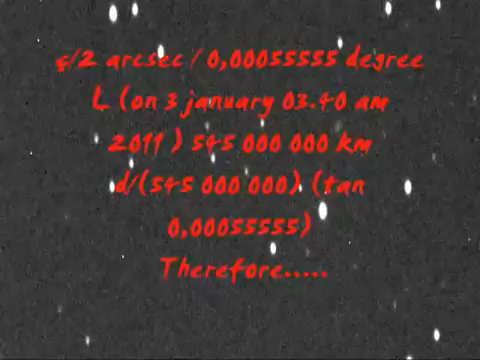 ç/2 arcsec / 0,00055555 degree
L (on 3 january 03.40 am
2011 ) 545 000 000 km
d/(545 000 000) (tan
0,00055555)
Therefore.....